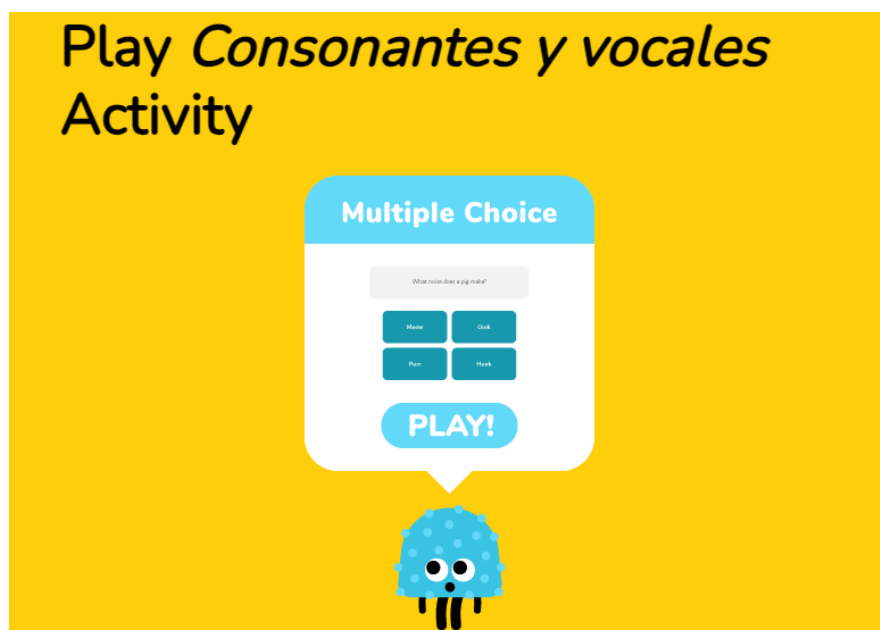 Play Consonantes y vocales
Activity
Multiple Choice
What noise does a pig make?
Meow Oink
Purr Honk
PLAY!